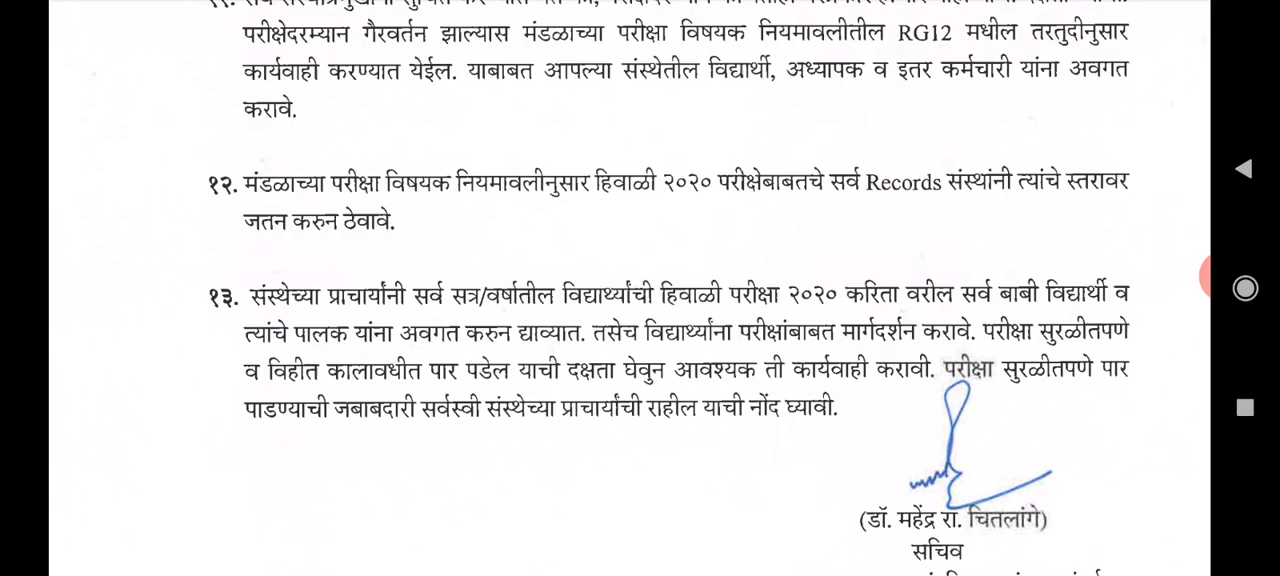 परीक्षेदरम्यान गैरवर्तन झाल्यास मंडळाच्या परीक्षा विषयक नियमावलीतील RG12 मधील तरतुदीनुसार
कार्यवाही करण्यात येईल. याबाबत आपल्या संस्थेतील विद्यार्थी, अध्यापक व इतर कर्मचारी यांना अवगत
करावे.
१२. मंडळाच्या परीक्षा विषयक नियमावलीनुसार हिवाळी २०२० परीक्षेबाबतचे सर्व Records संस्थांनी त्यांचे स्तरावर
जतन करुन ठेवावे.
१३. संस्थेच्या प्राचार्यांनी सर्व सत्र/वर्षातील विद्यार्थ्यांची हिवाळी परीक्षा २०२० करिता वरील सर्व बाबी विद्यार्थी व
त्यांचे पालक यांना अवगत करुन द्याव्यात. तसेच विद्यार्थ्यांना परीक्षांबाबत मार्गदर्शन करावे. परीक्षा सुरळीतपणे
व विहीत कालावधीत पार पडेल याची दक्षता घेवुन आवश्यक ती कार्यवाही करावी. परीक्षा सुरळीतपणे पार
पाडण्याची जबाबदारी सर्वस्वी संस्थेच्या प्राचार्यांची राहील याची नोंद घ्यावी.
(डॉ. महेंद्र रा. चितलांगे)
सचिव